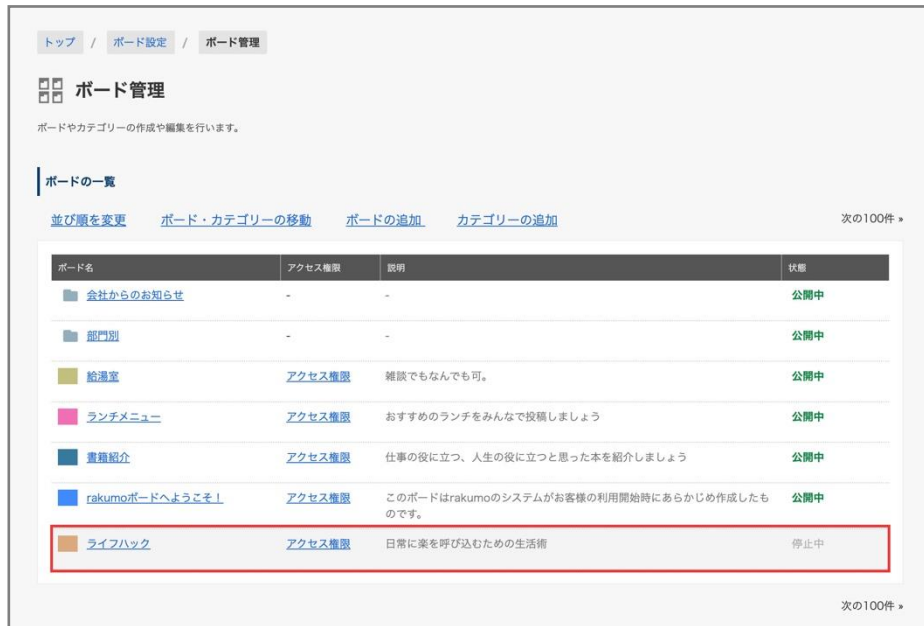 トップ / ボード設定 / ボード管理
ボード管理
ボードやカテゴリーの作成や編集を行います。
ボードの一覧
並び順を変更 ボード・カテゴリーの移動 ボードの追加 カテゴリーの追加 次の100件 »
ボード名 アクセス権限 説明 状態
会社からのお知らせ - - 公開中
部門別 - - 公開中
給湯室 アクセス権限 雑談でもなんでも可。 公開中
ランチメニュー アクセス権限 おすすめのランチをみんなで投稿しましょう 公開中
書籍紹介 アクセス権限 仕事の役に立つ、人生の役に立つと思った本を紹介しましょう 公開中
rakumoボードへようこそ! アクセス権限 このボードはrakumoのシステムがお客様の利用開始時にあらかじめ作成したも 公開中
のです。
ライフハック アクセス権限 日常に楽を呼び込むための生活術 停止中
次の100件 »